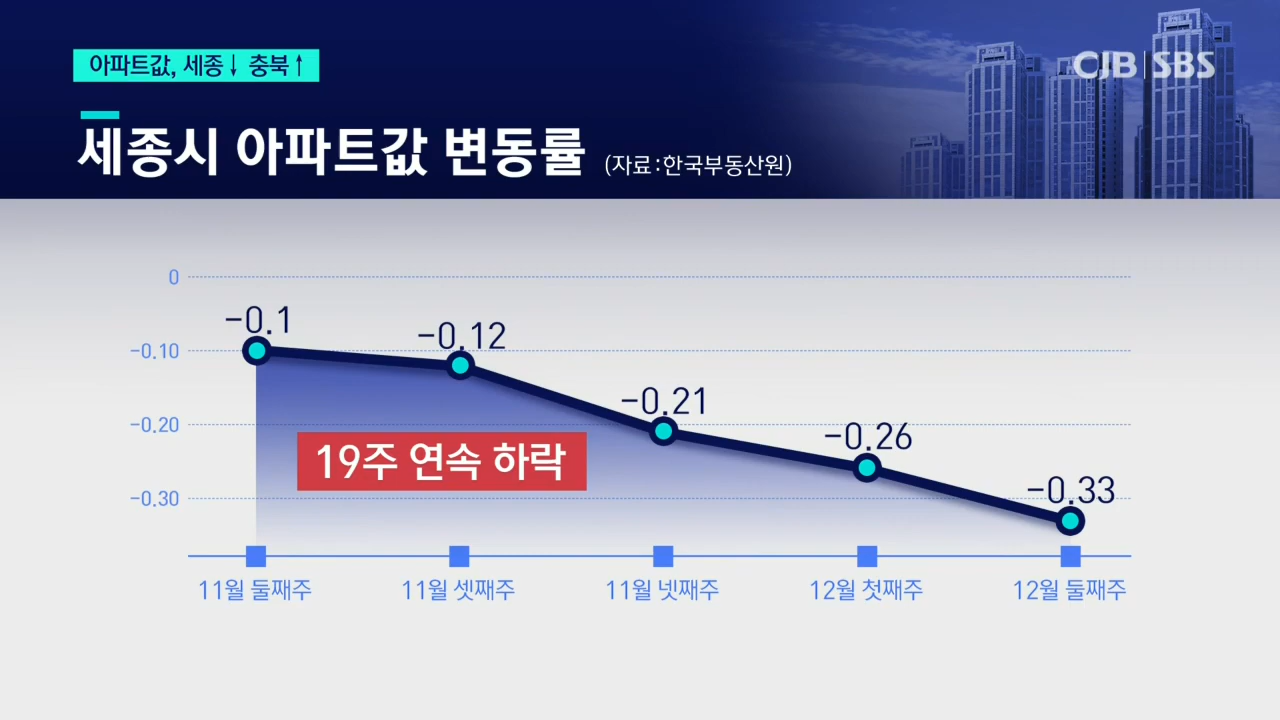 아파트값, 세종↓ 충북↑
CJB SBS
세종시 아파트값 변동률 (자료:한국부동산원)
0
-0.10
-0.20
-0.30
-0.1
-0.12
-0.21
-0.26
-0.33
19주 연속 하락
11월 둘째주 11월 셋째주 11월 넷째주 12월 첫째주 12월 둘째주